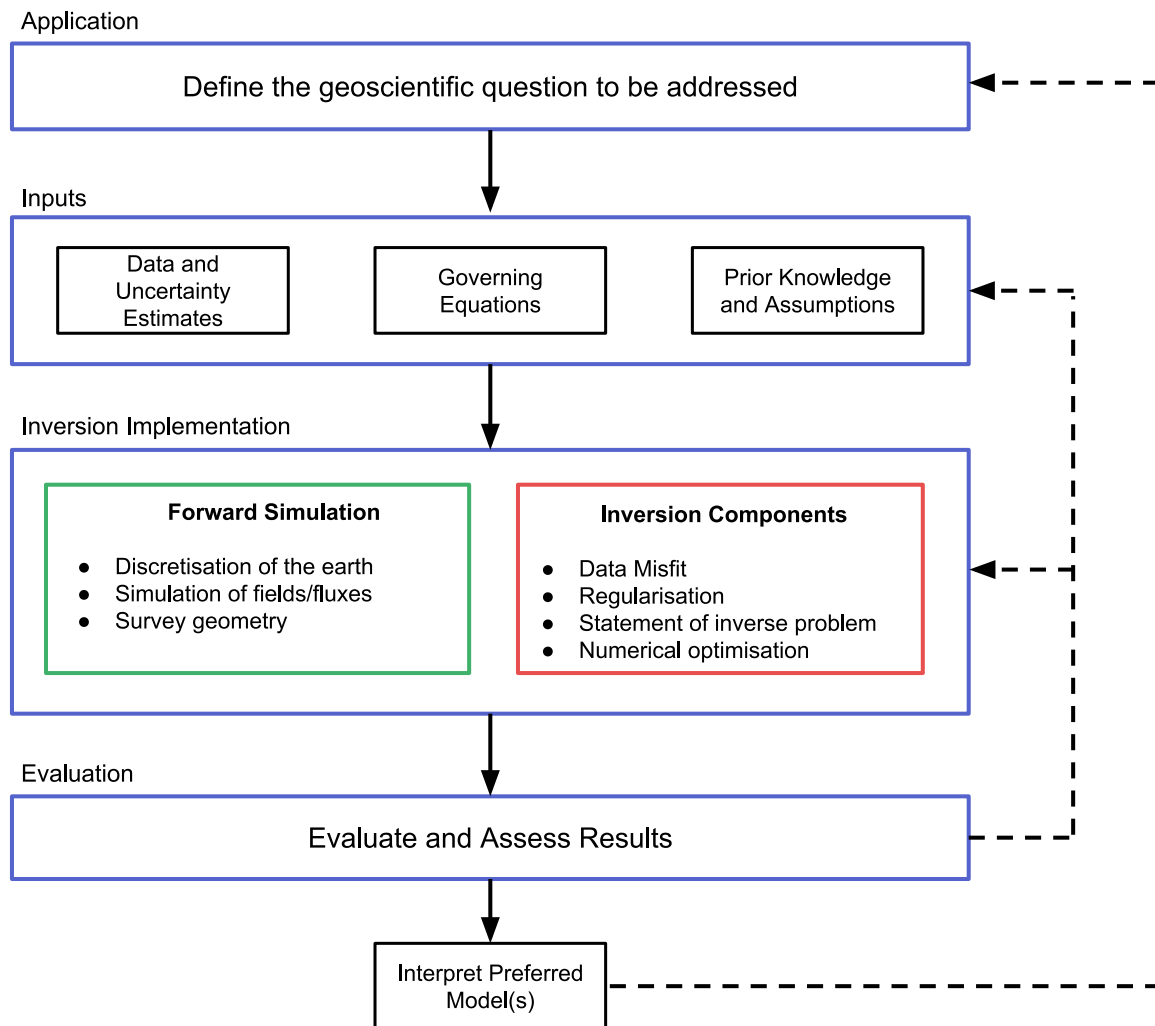 Application
Define the geoscientific question to be addressed
Inputs
Data and
Uncertainty
Estimates
Governing
Equations
Prior Knowledge
and Assumptions
Inversion Implementation
Forward Simulation
● Discretisation of the earth
● Simulation of fields/fluxes
● Survey geometry
Inversion Components
● Data Misfit
● Regularisation
● Statement of inverse problem
● Numerical optimisation
Evaluation
Evaluate and Assess Results
Interpret Preferred
Model(s)